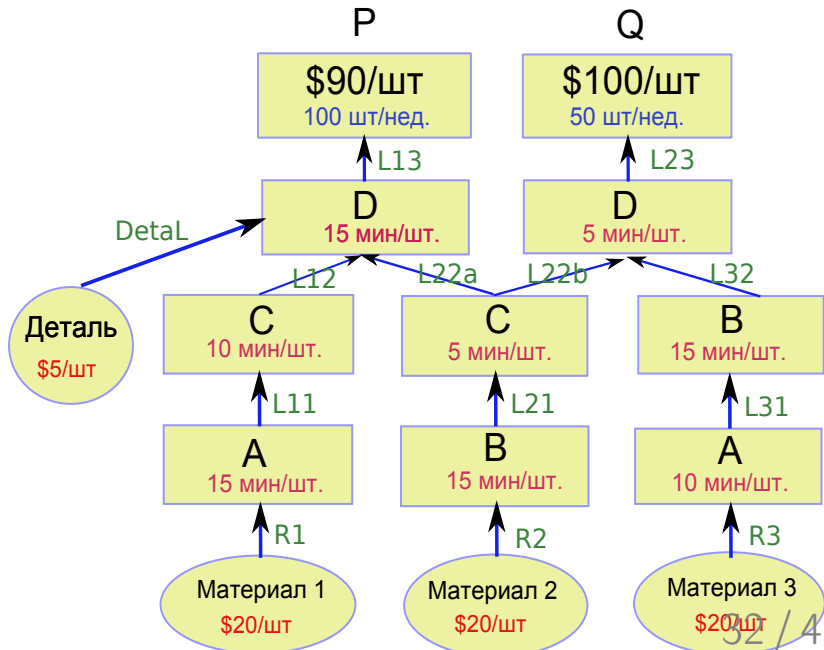 P
Q
$90/шт
100 шт/нед.
$100/шт
50 шт/нед.
L13
L23
D
15 мин/шт.
D
5 мин/шт.
DetaL
L12
L22a
L22b
L32
Деталь
$5/шт
C
10 мин/шт.
C
5 мин/шт.
B
15 мин/шт.
L11
L21
L31
A
15 мин/шт.
B
15 мин/шт.
A
10 мин/шт.
R1
R2
R3
Материал 1
$20/шт
Материал 2
$20/шт
Материал 3
$20/шт
32 / 4